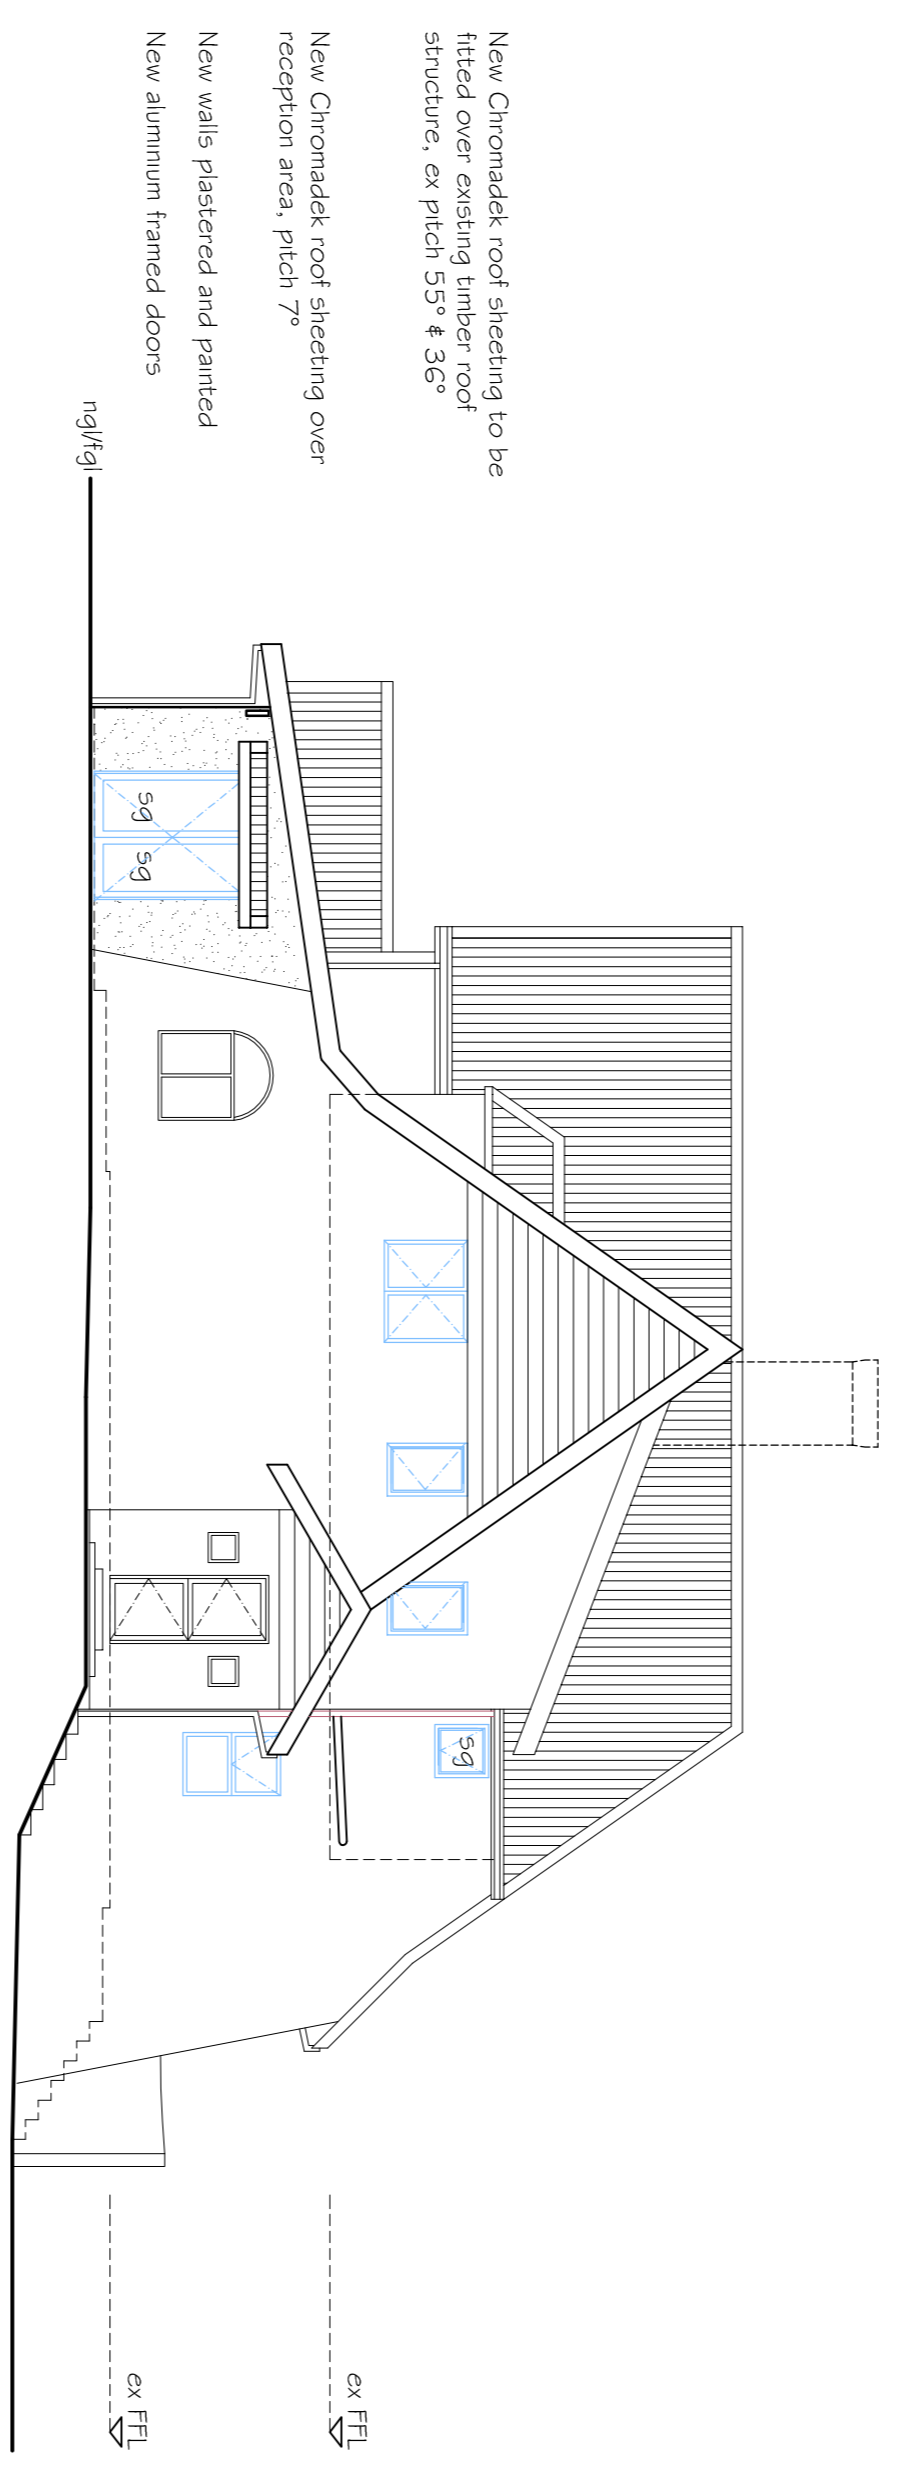 New Chromadek roof sheeting to be
fitted over existing timber roof
structure, ex pitch 55° & 36°
New Chromadek roof sheeting over
reception area, pitch 7°
New walls plastered and painted
New aluminium framed doors
ngl/fgl
sg
sg
sg
ex FFL
ex FFL